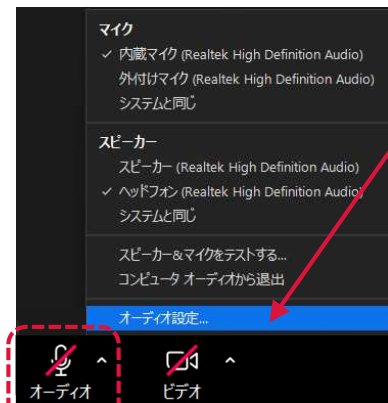 マイク
内蔵マイク (Realtek High Definition Audio)
外付けマイク (Realtek High Definition Audio)
システムと同じ
スピーカー
スピーカー (Realtek High Definition Audio)
ヘッドフォン (Realtek High Definition Audio)
システムと同じ
スピーカー&マイクをテストする...
コンピュータ オーディオから退出
オーディオ設定...
オーディオ ビデオ